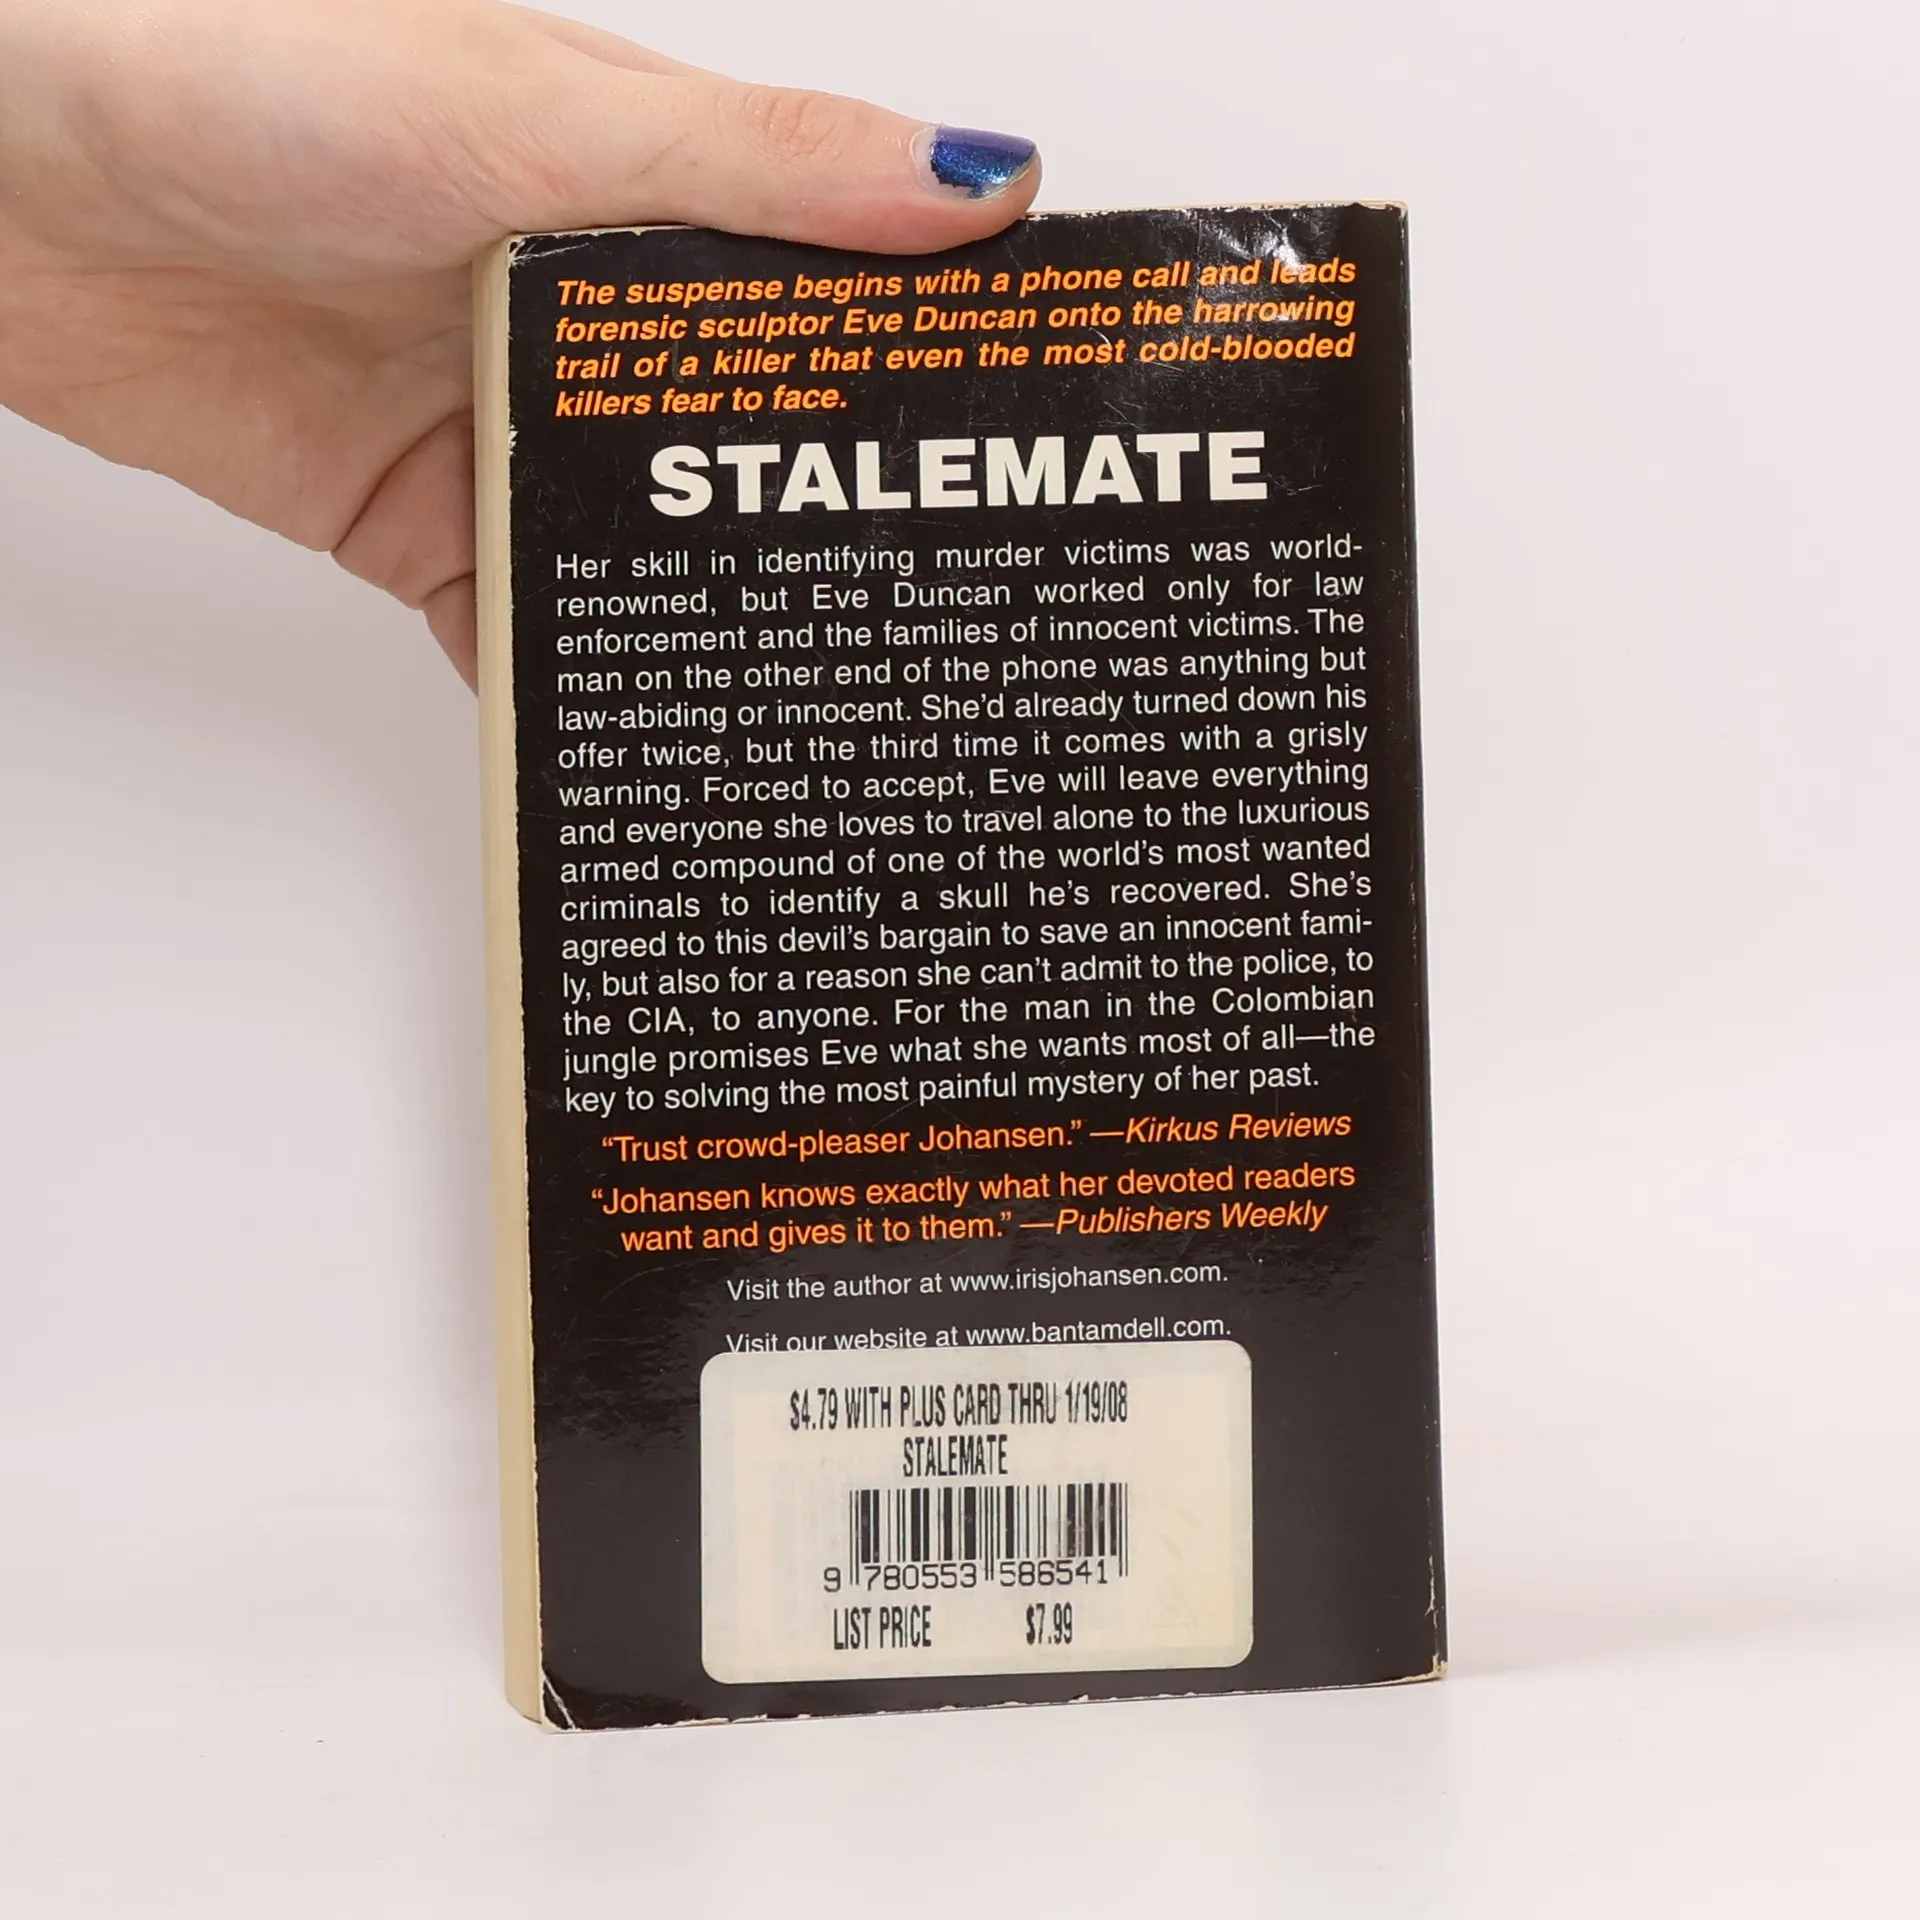 The suspense begins with a phone call and leads
forensic sculptor Eve Duncan onto the harrowing
trail of a killer that even the most cold-blooded
killers fear to face.
STALEMATE
Her skill in identifying murder victims was world-
renowned, but Eve Duncan worked only for law
enforcement and the families of innocent victims. The
man on the other end of the phone was anything but
law-abiding or innocent. She’d already turned down his
offer twice, but the third time it comes with a grisly
warning. Forced to accept, Eve will leave everything
and everyone she loves to travel alone to the luxurious
armed compound of one of the world’s most wanted
criminals to identify a skull he’s recovered. She’s
agreed to this devil’s bargain to save an innocent fami-
ly, but also for a reason she can’t admit to the police, to
the CIA, to anyone. For the man in the Colombian
jungle promises Eve what she wants most of all—the
key to solving the most painful mystery of her past.
“Trust crowd-pleaser Johansen.” —Kirkus Reviews
“Johansen knows exactly what her devoted readers
want and gives it to them.” —Publishers Weekly
Visit the author at www.irisjohansen.com.
Visit our website at www.bantamdell.com.
$4.79 WITH PLUS CARD THRU 1/19/08
STALEMATE
9 780553 586541
LIST PRICE $7.99